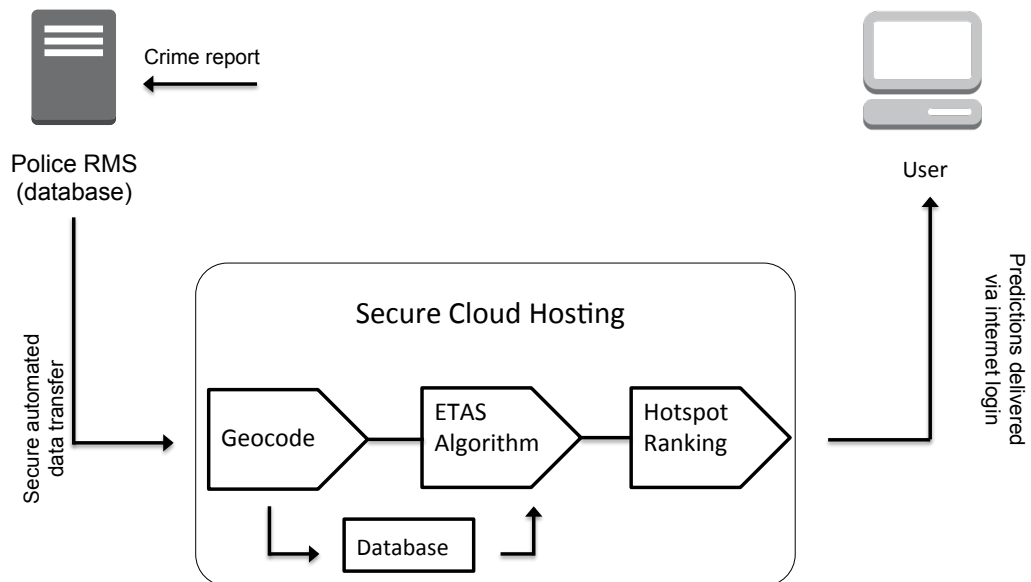 Crime report
Police RMS
(database)
User
Secure automated
data transfer
Secure Cloud Hosting
Geocode
ETAS
Algorithm
Hotspot
Ranking
Database
Predictions delivered
via internet login